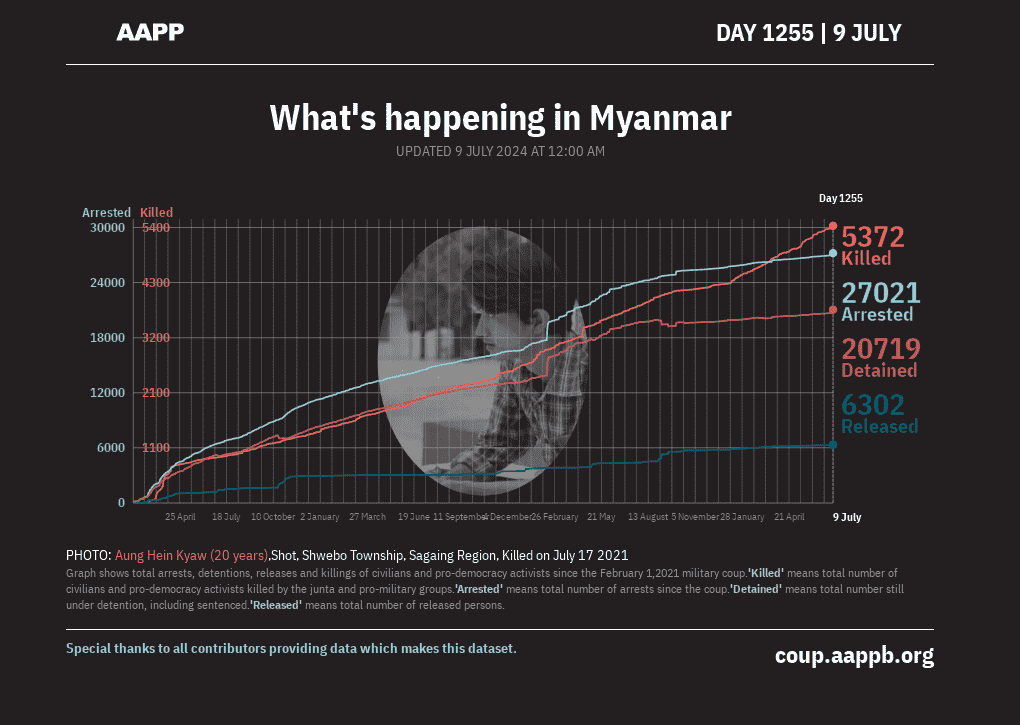 AAPP
DAY 1255 | 9 JULY
What's happening in Myanmar
UPDATED 9 JULY 2024 AT 12:00 AM
Day 1255
Arrested Killed
30000 5400
24000 4300
18000 3200
12000 2100
6000 1100
0
5372
Killed
27021
Arrested
20719
Detained
6302
Released
25 April 18 July 10 October 2 January 27 March 19 June 11 September 4 December 26 February 21 May 13 August 5 November 28 January 21 April 9 July
PHOTO: Aung Hein Kyaw (20 years),Shot, Shwebo Township, Sagaing Region, Killed on July 17 2021
Graph shows total arrests, detentions, releases and killings of civilians and pro-democracy activists since the February 1,2021 military coup.'Killed' means total number of
civilians and pro-democracy activists killed by the junta and pro-military groups.'Arrested' means total number of arrests since the coup.'Detained' means total number still
under detention, including sentenced.'Released' means total number of released persons.
Special thanks to all contributors providing data which makes this dataset.
coup.aappb.org